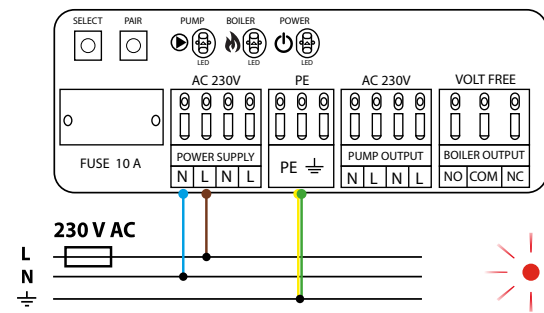 SELECT PAIR PUMP BOILER POWER
LED LED LED
AC 230V PE AC 230V VOLT FREE
FUSE 10 A
POWER SUPPLY PE PUMP OUTPUT BOILER OUTPUT
N L N L N L N L NO COM NC
230 V AC
L
N